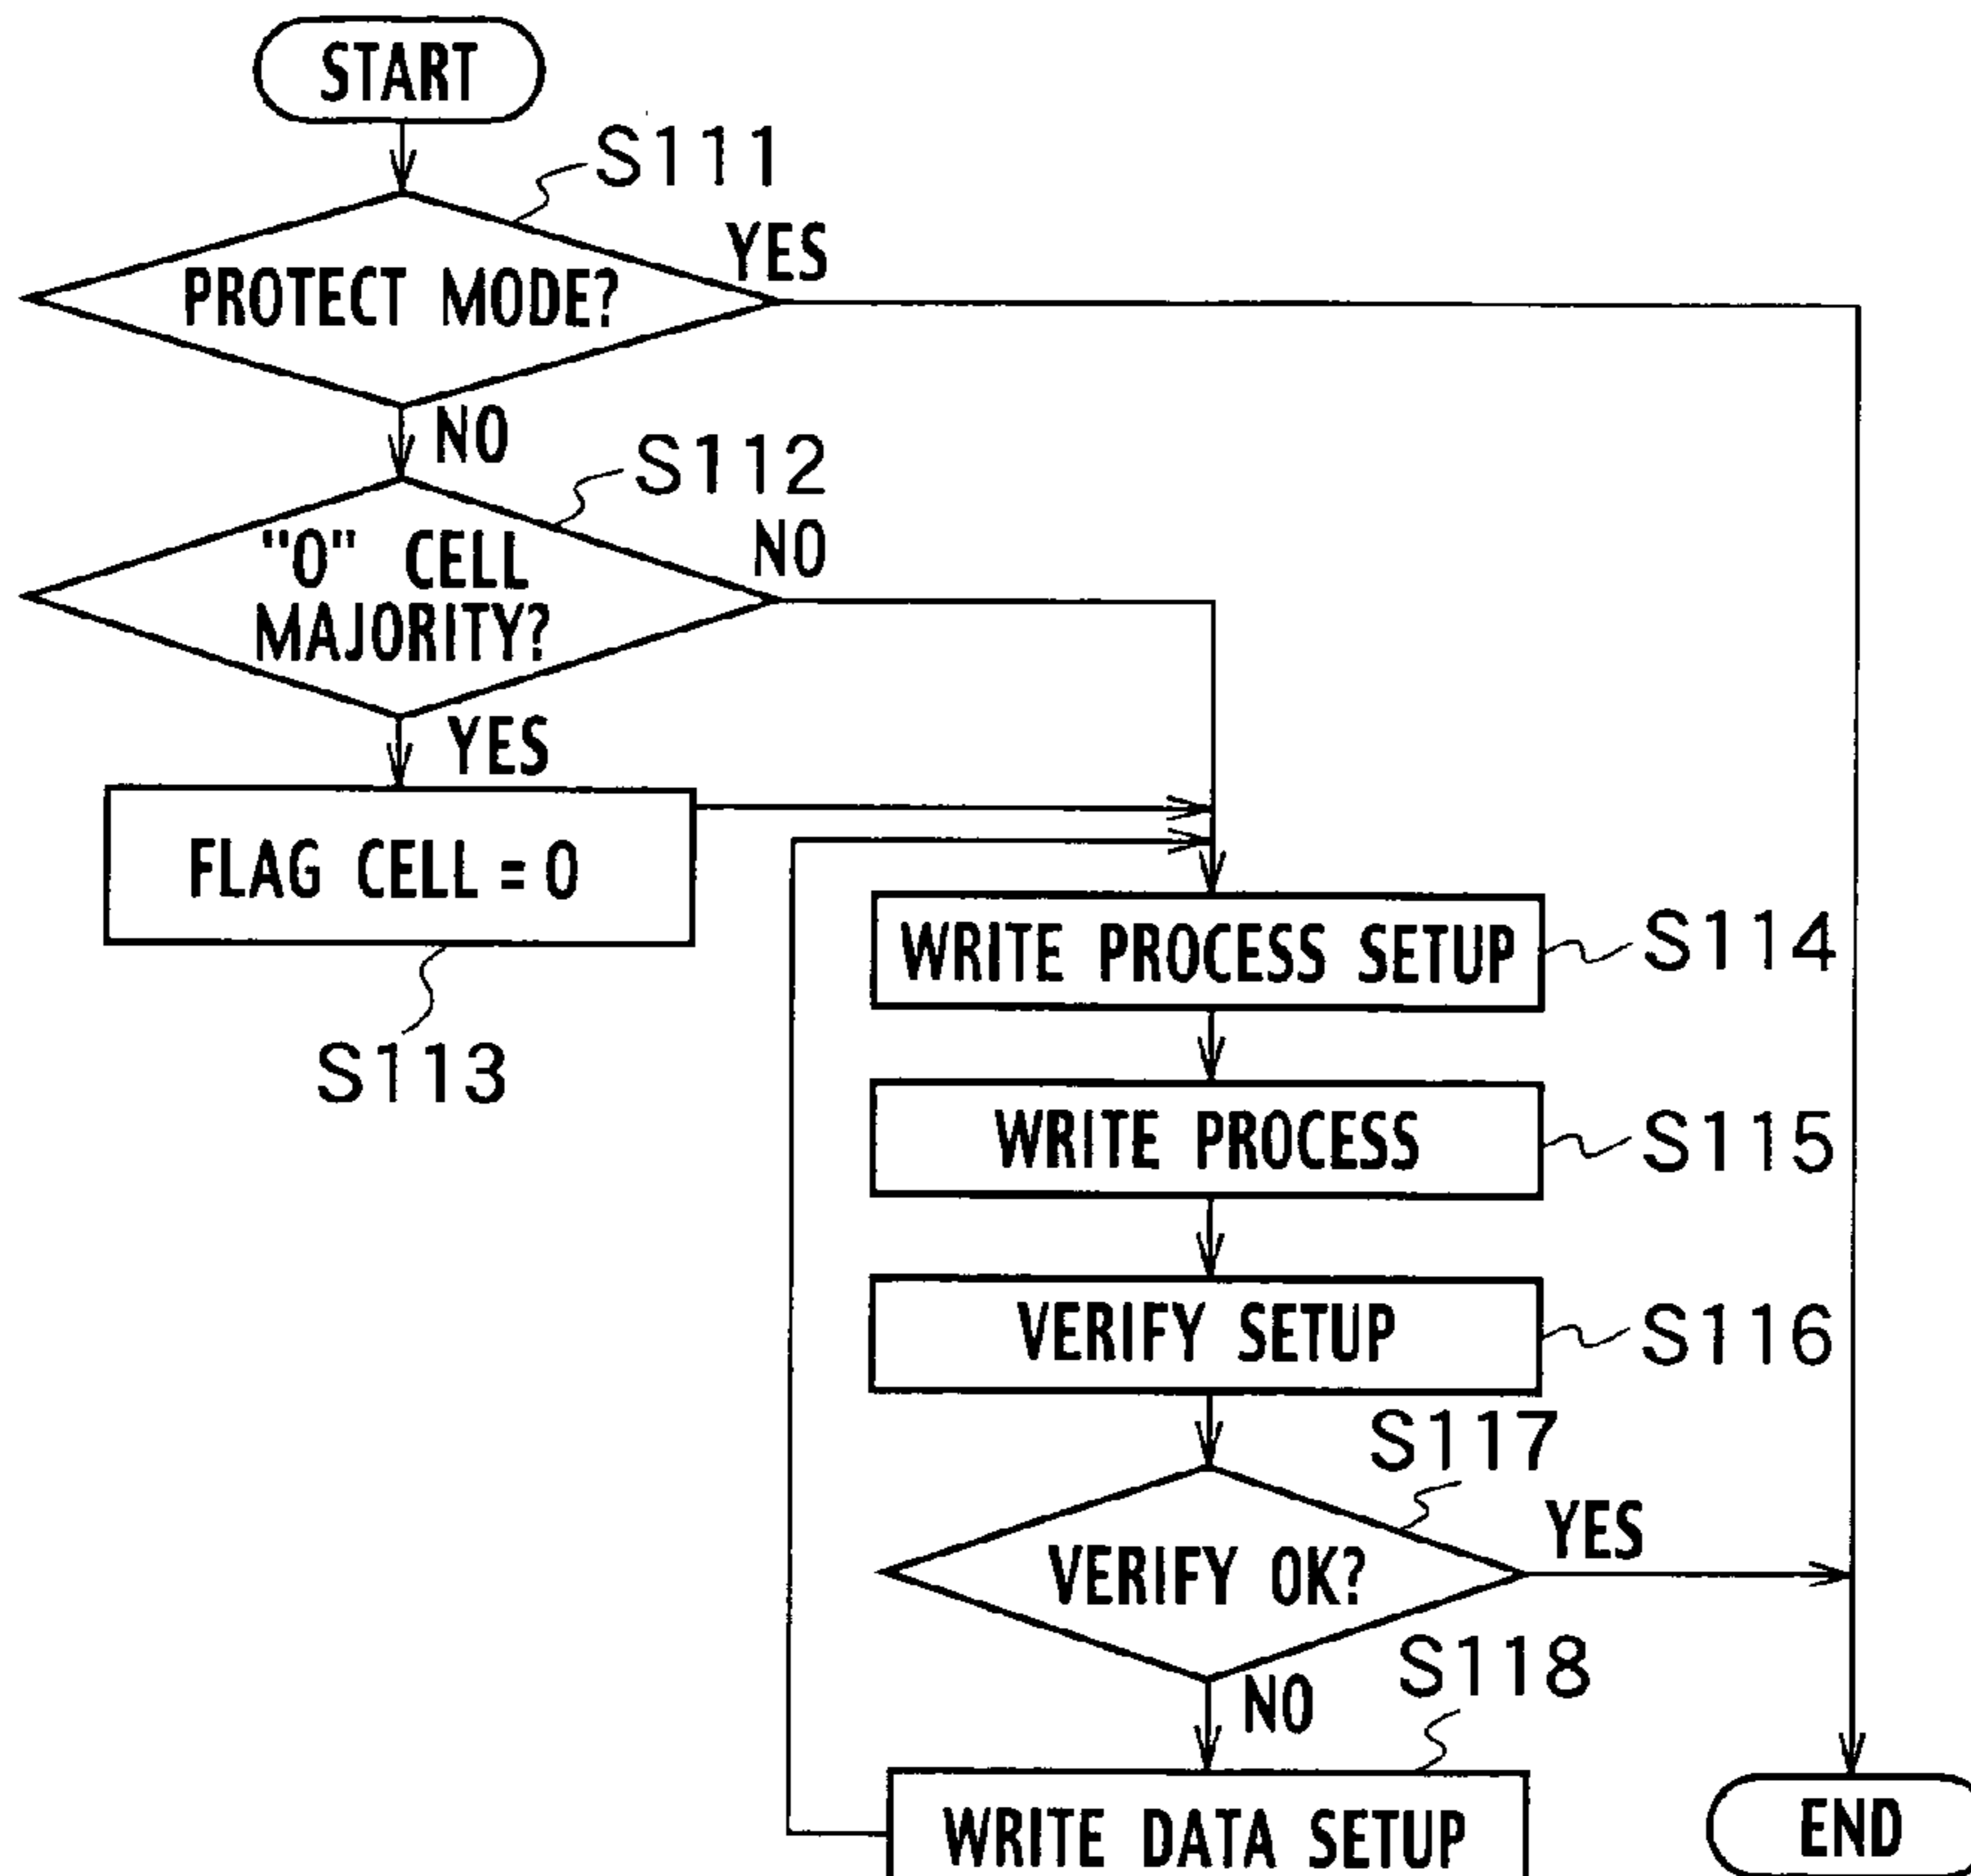 START
S111
YES
PROTECT MODE?
NO
S112
NO
"0" CELL
MAJORITY?
YES
FLAG CELL = 0
S113
WRITE PROCESS SETUP
S114
WRITE PROCESS
S115
VERIFY SETUP
S116
S117
YES
VERIFY OK?
S118
NO
WRITE DATA SETUP
END